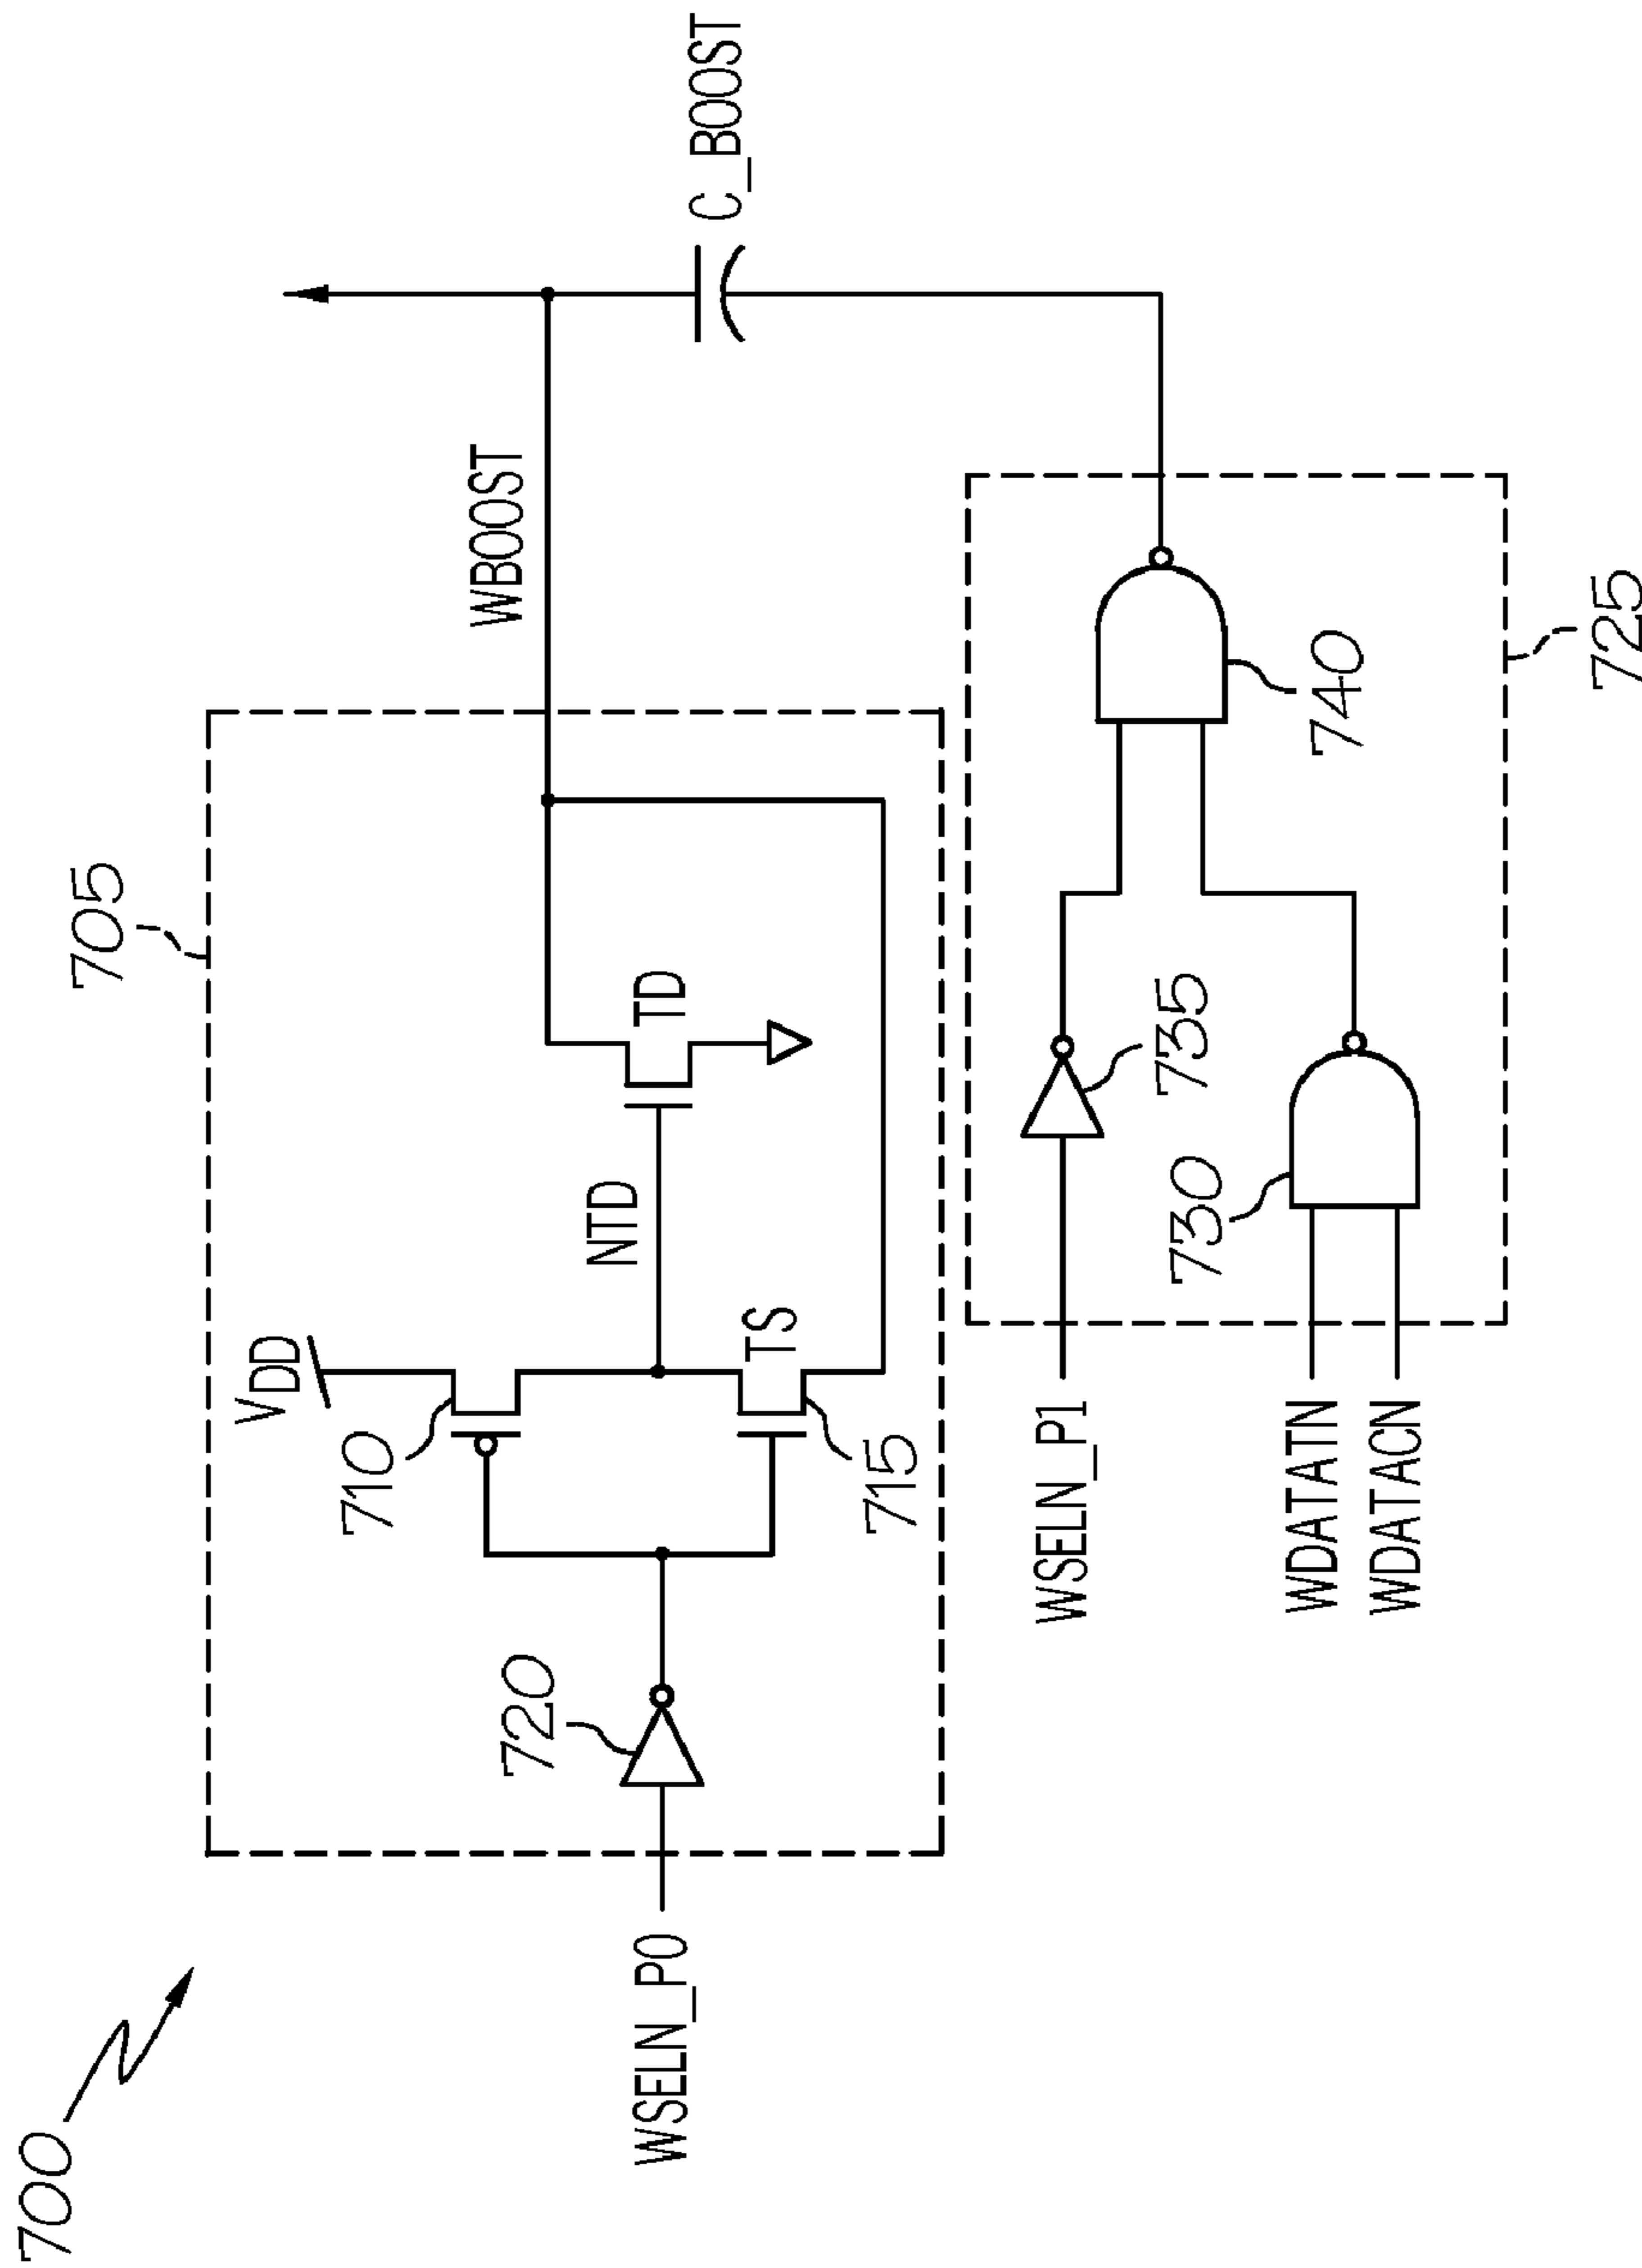 700
705
VDD
710
TS
715
NTD
TD
720
WSELN_P0
WBOOST
C_BOOST
WSELN_P1
735
730
740
WDATATN
WDATACN
725